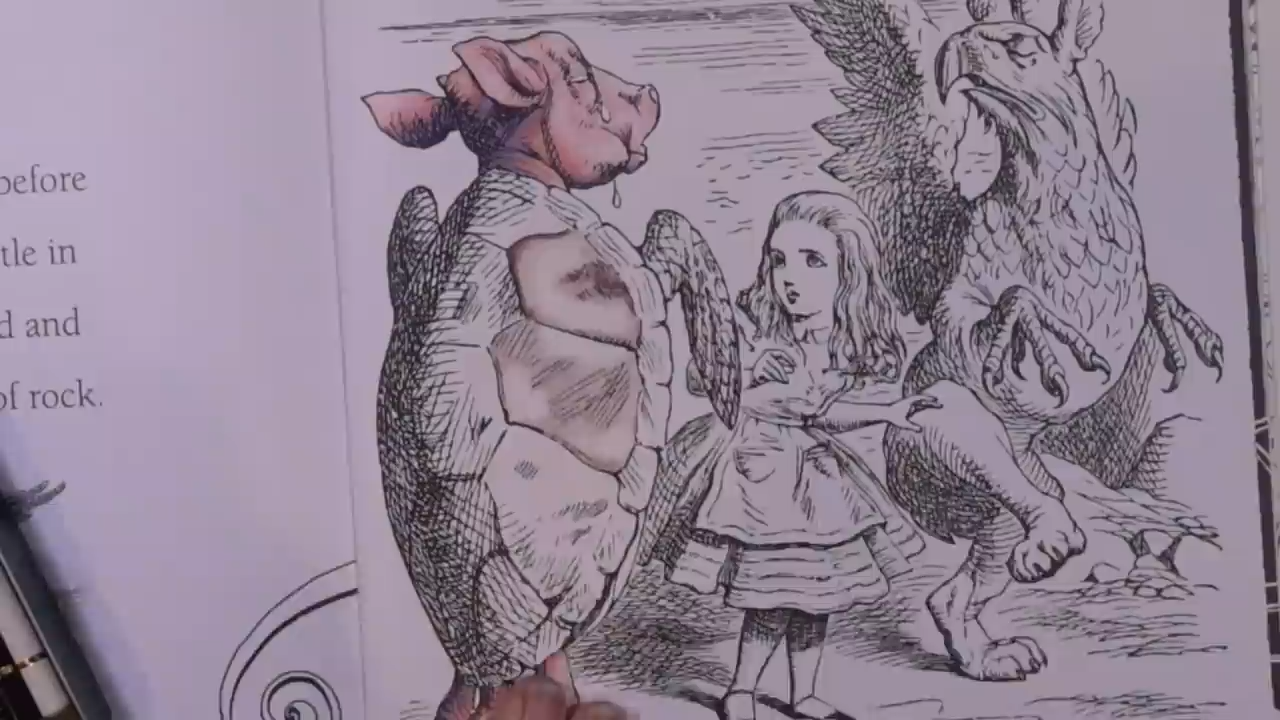 before
tle in
d and
of rock.